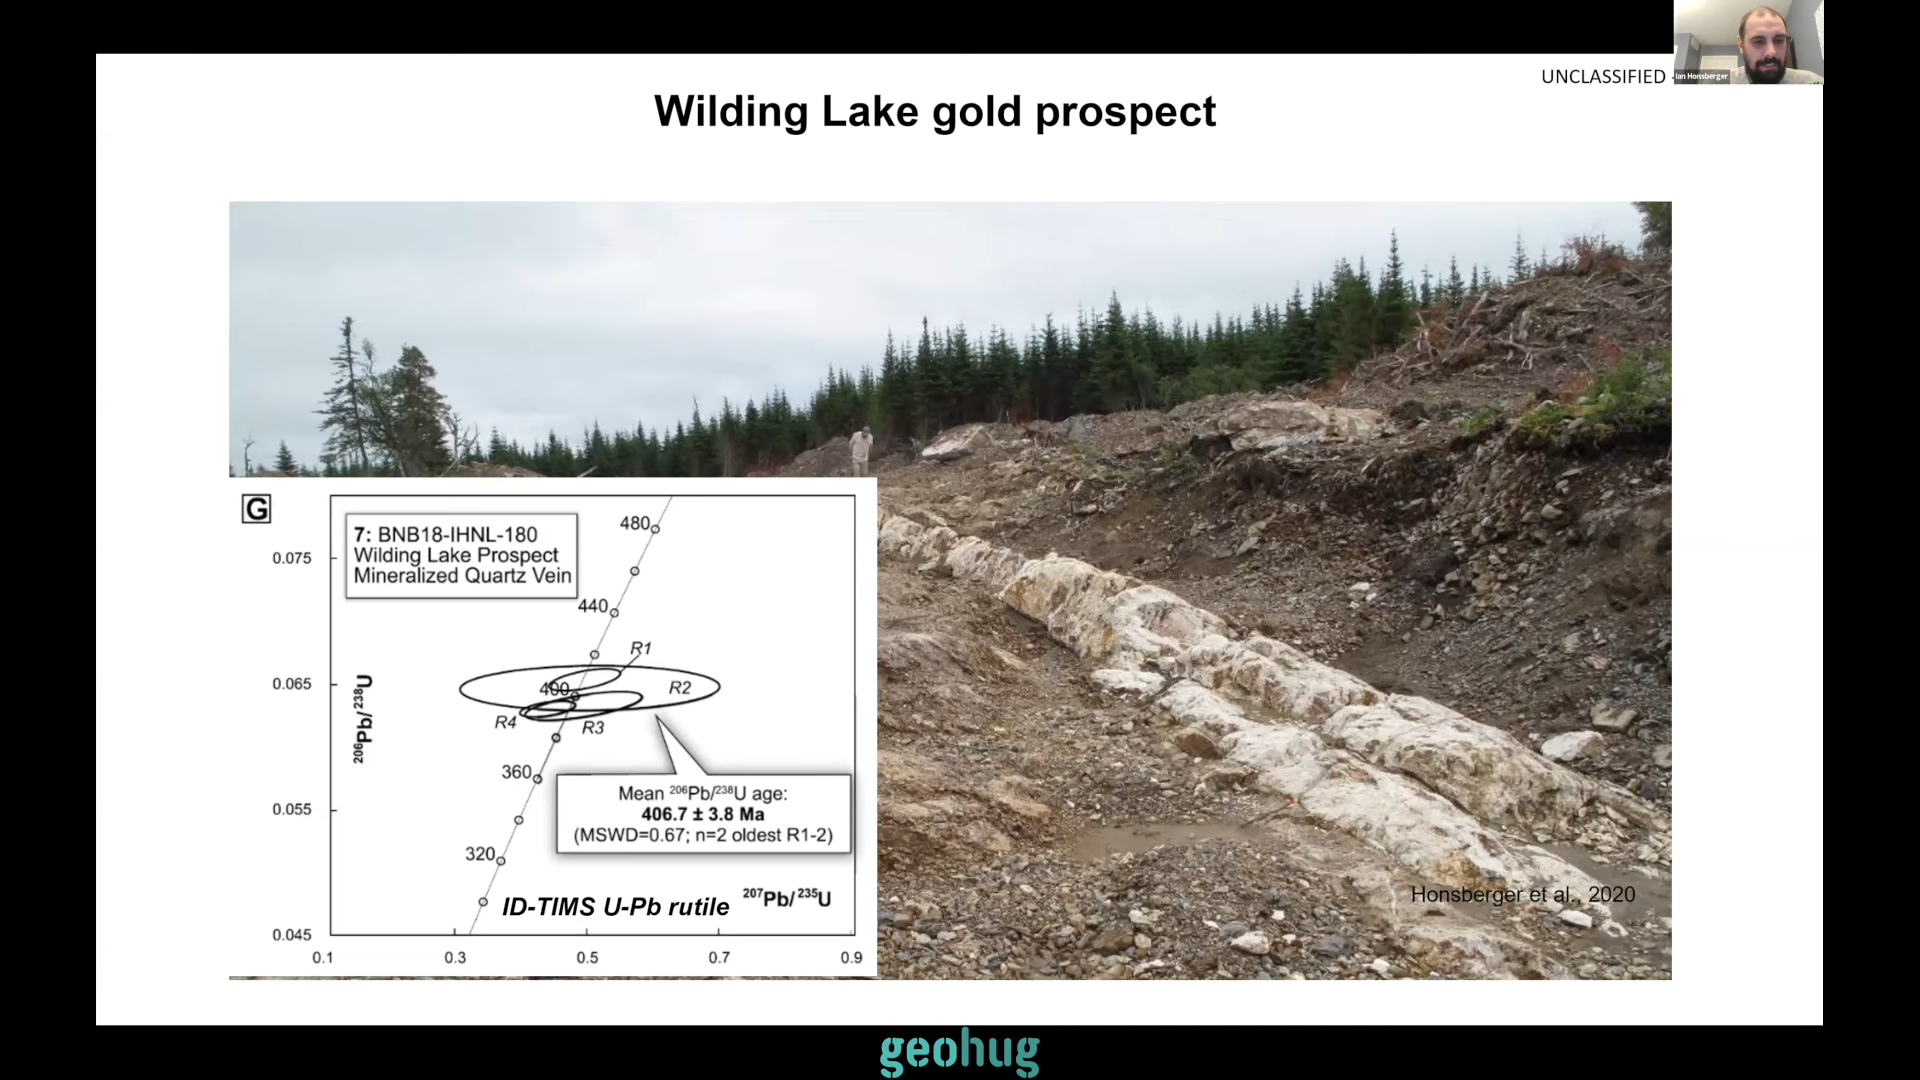 UNCLASSIFIED -
Ian Honsberger
Wilding Lake gold prospect
G
7: BNB18-IHNL-180
Wilding Lake Prospect
Mineralized Quartz Vein
480
0.075
440
R1
0.065
400
R2
R4
R3
206Pb/238U
360
Mean 206Pb/238U age:
406.7 ± 3.8 Ma
(MSWD=0.67; n=2 oldest R1-2)
0.055
320
ID-TIMS U-Pb rutile
207Pb/235U
0.045
0.1 0.3 0.5 0.7 0.9
Honsberger et al., 2020
geohug